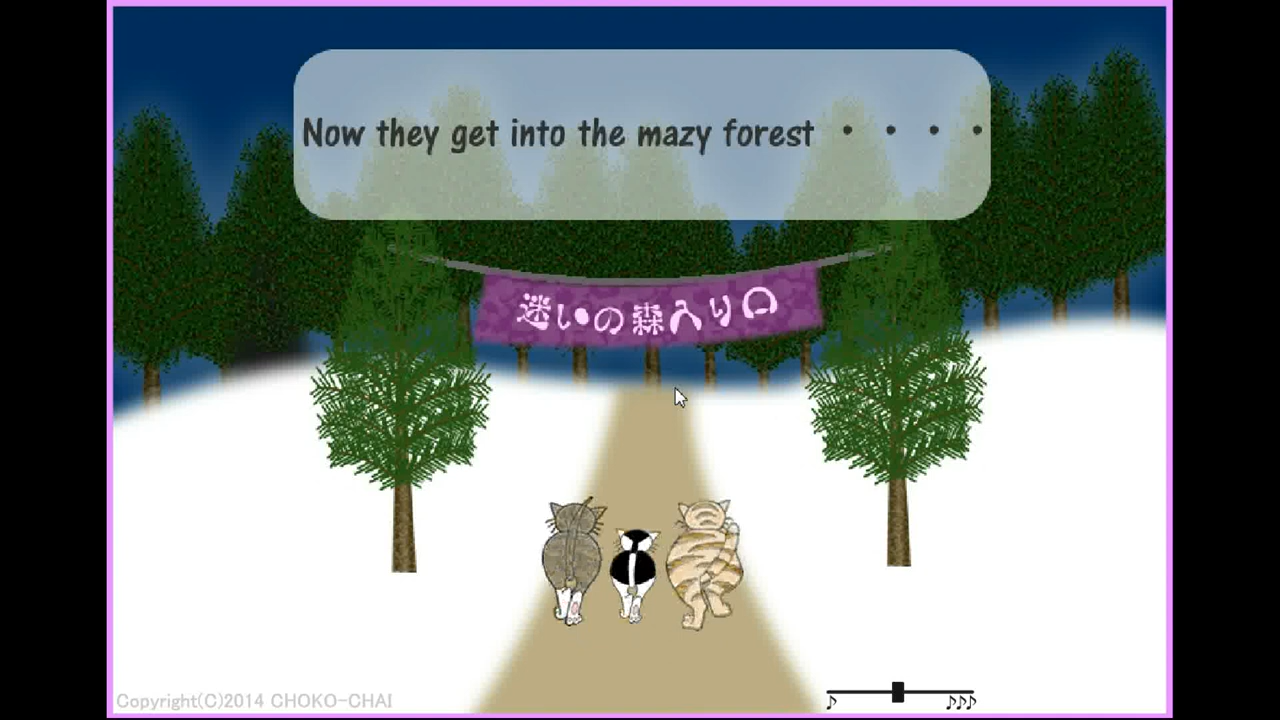 Now they get into the mazy forest ・・・・
迷いの森入り口
Copyright(C)2014 CHOKO-CHAI
♪ ♪♪♪